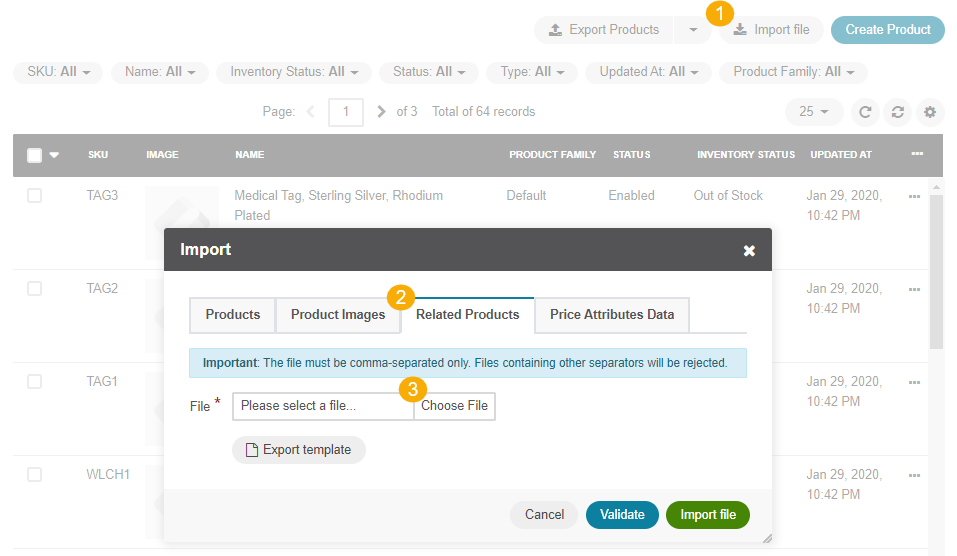 1
Export Products
Import file
Create Product
SKU: All
Name: All
Inventory Status: All
Status: All
Type: All
Updated At: All
Product Family: All
Page:
1
of 3
Total of 64 records
25
SKU
IMAGE
NAME
PRODUCT FAMILY
STATUS
INVENTORY STATUS
UPDATED AT
TAG3
Medical Tag, Sterling Silver, Rhodium
Plated
Default
Enabled
Out of Stock
Jan 29, 2020,
10:42 PM
Import
TAG2
Jan 29, 2020,
10:42 PM
2
Products
Product Images
Related Products
Price Attributes Data
Important: The file must be comma-separated only. Files containing other separators will be rejected.
TAG1
Jan 29, 2020,
10:42 PM
3
File *
Please select a file...
Choose File
Export template
WLCH1
Jan 29, 2020,
10:42 PM
Cancel
Validate
Import file